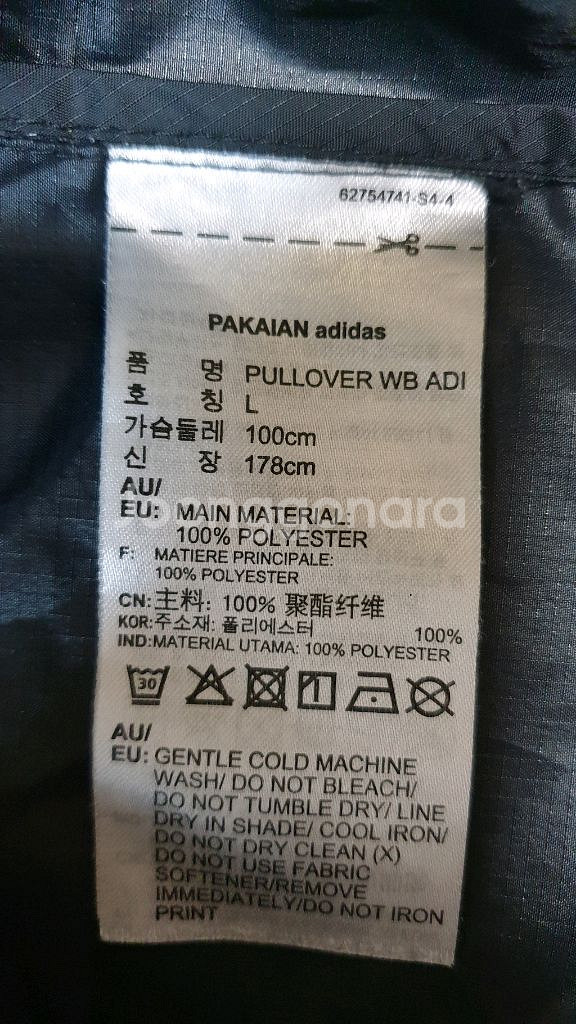 62754741-S4-4
PAKAIAN adidas
품 명 PULLOVER WB ADI
호 칭 L
가슴둘레 100cm
신 장 178cm
AU/
EU: MAIN MATERIAL:
100% POLYESTER
F: MATIERE PRINCIPALE:
100% POLYESTER
CN:主料: 100% 聚酯纤维
KOR:주소재: 폴리에스터 100%
IND:MATERIAL UTAMA: 100% POLYESTER
30
AU/
EU: GENTLE COLD MACHINE
WASH/ DO NOT BLEACH/
DO NOT TUMBLE DRY/ LINE
DRY IN SHADE/ COOL IRON/
DO NOT DRY CLEAN (X)
DO NOT USE FABRIC
SOFTENER/REMOVE
IMMEDIATELY/DO NOT IRON
PRINT